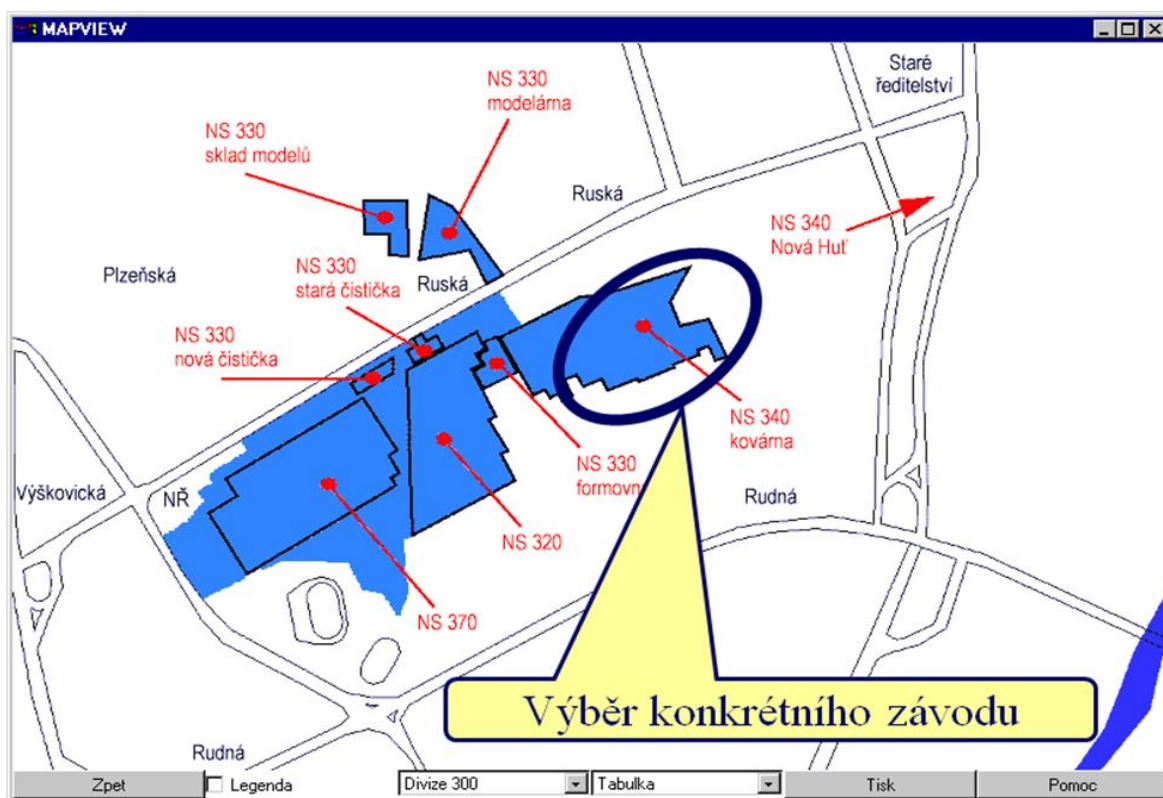 MAPVIEW
Staré
ředitelství
NS 330
modelárna
NS 330
sklad modelů
Ruská
NS 340
Nová Huť
Plzeňská
NS 330
stará čistička
Ruská
NS 330
nová čistička
NS 340
kovárna
NS 330
formovn
Výškovická
NŘ
Rudná
NS 320
NS 370
Výběr konkrétního závodu
Rudná
Zpet
Legenda
Divize 300
Tabulka
Tisk
Pomoc